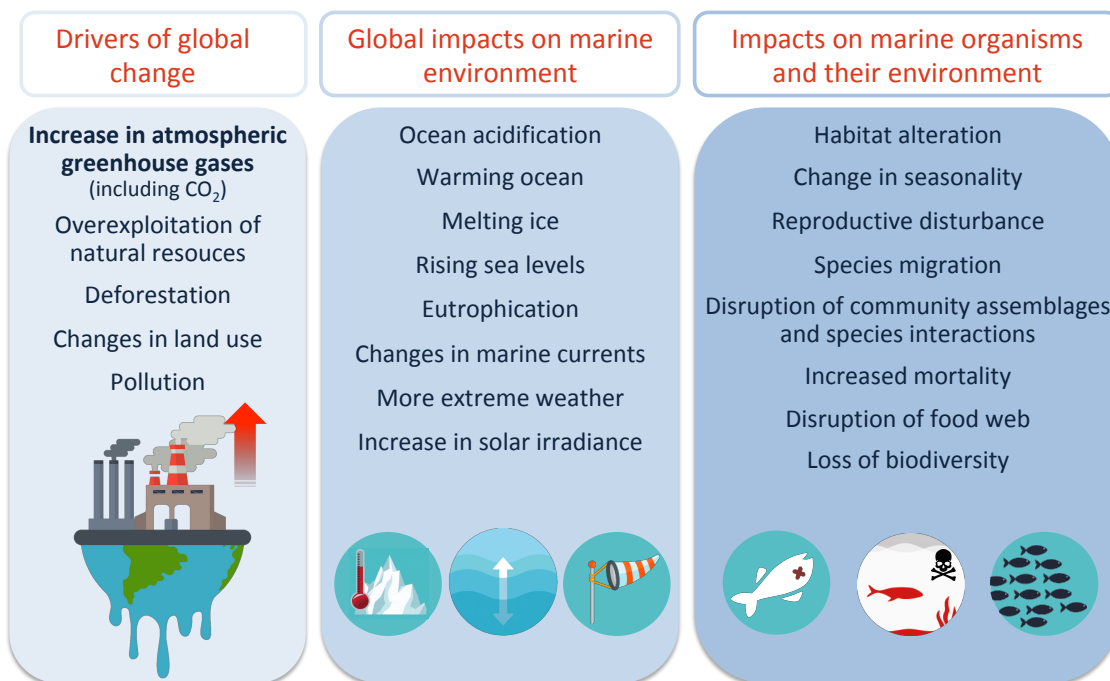 Drivers of global
change
Increase in atmospheric
greenhouse gases
(including CO₂)
Overexploitation of
natural resouces
Deforestation
Changes in land use
Pollution
Global impacts on marine
environment
Ocean acidification
Warming ocean
Melting ice
Rising sea levels
Eutrophication
Changes in marine currents
More extreme weather
Increase in solar irradiance
Impacts on marine organisms
and their environment
Habitat alteration
Change in seasonality
Reproductive disturbance
Species migration
Disruption of community assemblages
and species interactions
Increased mortality
Disruption of food web
Loss of biodiversity